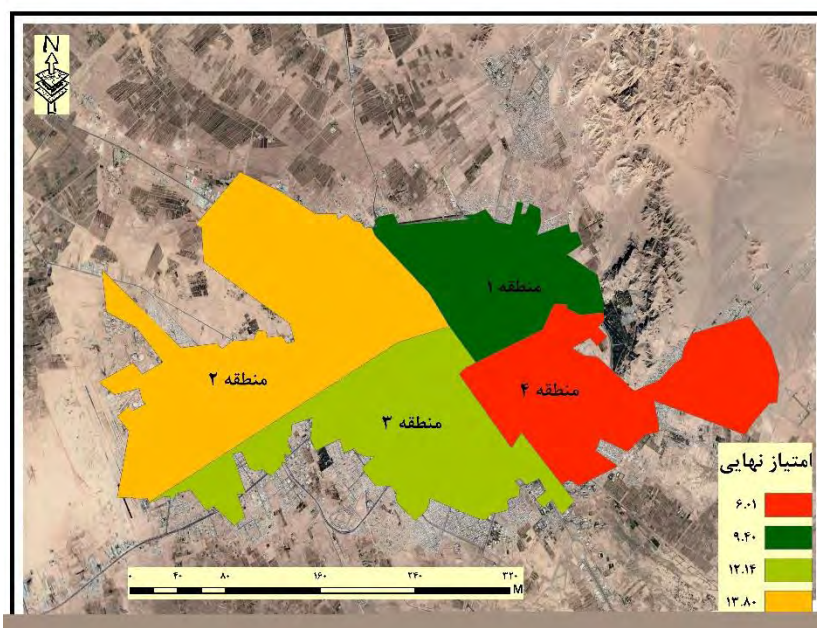 N
منطقه ۱
منطقه ۲
منطقه ۳
منطقه ۴
امتیاز نهایی
۶.۰۱
۹.۴۰
۱۲.۱۴
۱۳.۸۰
۰ ۴۰ ۸۰ ۱۶۰ ۲۴۰ ۳۲۰
M